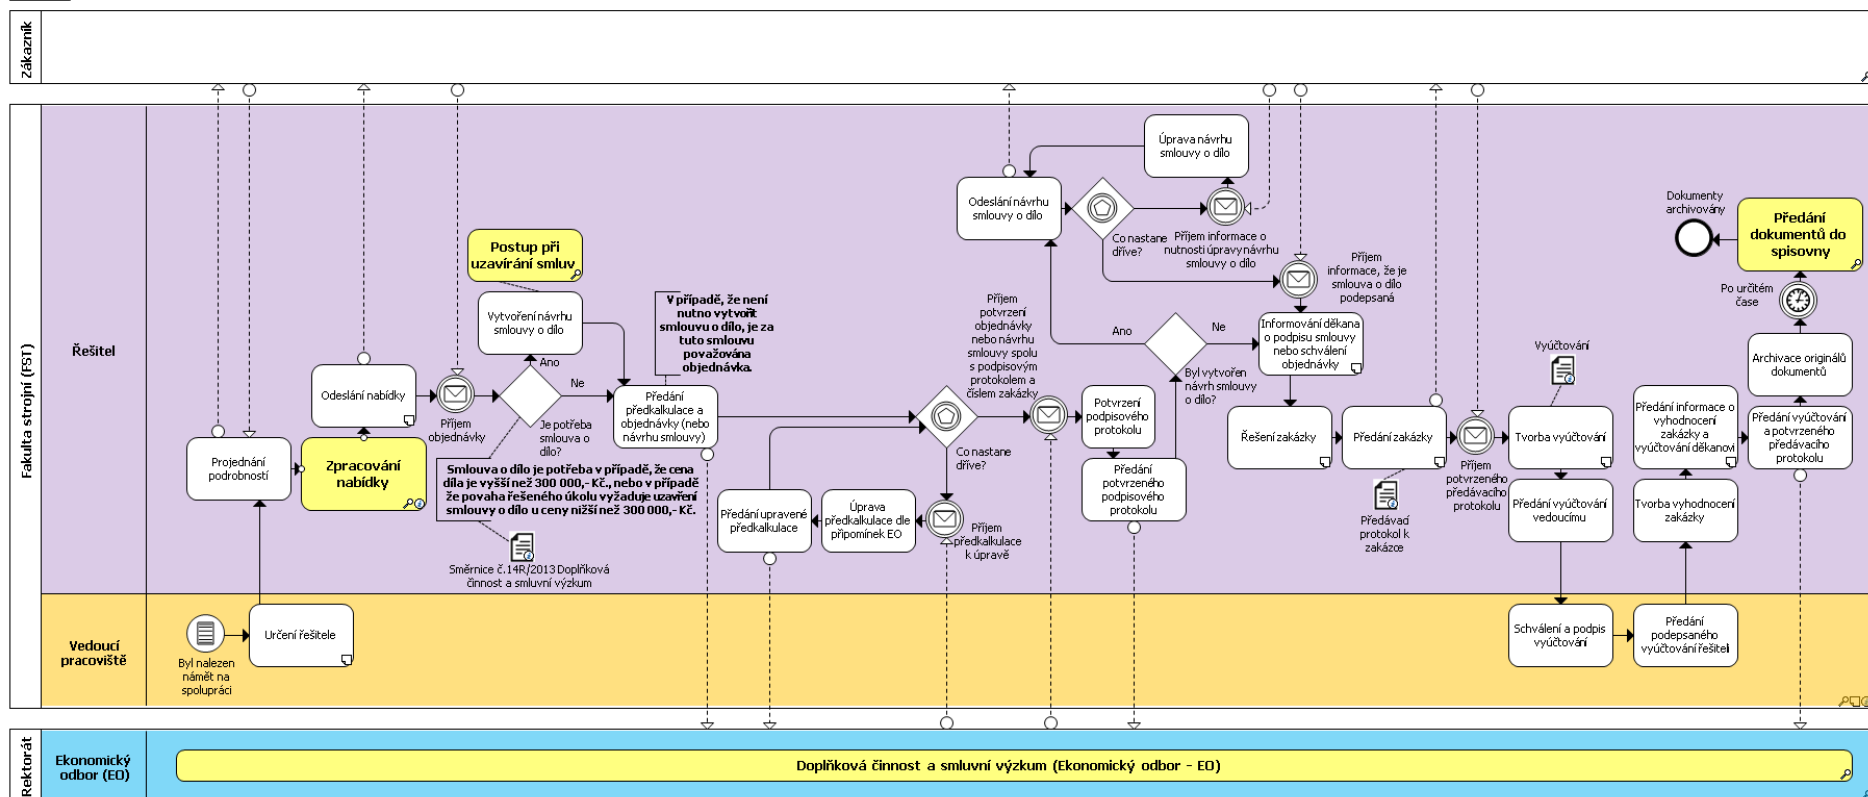 Zákazník
Fakulta strojní (FST)
Řešitel
Vedoucí
pracoviště
Rektorát
Ekonomický
odbor (EO)
Byl nalezen
námět na
spolupráci
Určení řešitele
Projednání
podrobností
Zpracování
nabídky
Odeslání nabídky
Příjem
objednávky
Je potřeba
smlouva o
dílo?
Ano
Ne
Postup při
uzavírání smluv
Vytvoření návrhu
smlouvy o dílo
V případě, že není
nutno vytvořit
smlouvu o dílo, je za
tuto smlouvu
považována
objednávka.
Předání
předkalkulace a
objednávky (nebo
návrhu smlouvy)
Smlouva o dílo je potřeba v případě, že cena
díla je vyšší než 300 000,- Kč., nebo v případě
že povaha řešeného úkolu vyžaduje uzavření
smlouvy o dílo u ceny nižší než 300 000,- Kč.
Směrnice č.14R/2013 Doplňková
činnost a smluvní výzkum
Předání upravené
předkalkulace
Úprava
předkalkulace dle
připomínek EO
Příjem
předkalkulace
k úpravě
Co nastane
dříve?
Příjem
potvrzení
objednávky
nebo návrhu
smlouvy spolu
s podpisovým
protokolem a
číslem zakázky
Potvrzení
podpisového
protokolu
Předání
potvrzeného
podpisového
protokolu
Byl vytvořen
návrh smlouvy
o dílo?
Ano
Ne
Odeslání návrhu
smlouvy o dílo
Úprava návrhu
smlouvy o dílo
Co nastane
dříve?
Příjem informace o
nutnosti úpravy návrhu
smlouvy o dílo
Příjem
informace, že je
smlouva o dílo
podepsaná
Informování děkana
o podpisu smlouvy
nebo schválení
objednávky
Řešení zakázky
Předání zakázky
Předávací
protokol k
zakázce
Příjem
potvrzeného
předávacího
protokolu
Vyúčtování
Tvorba vyúčtování
Předání vyúčtování
vedoucímu
Schválení a podpis
vyúčtování
Předání
podepsaného
vyúčtování řešiteli
Tvorba vyhodnocení
zakázky
Předání informace o
vyhodnocení
zakázky a
vyúčtování děkanovi
Předání vyúčtování
a potvrzeného
předávacího
protokolu
Archivace originálů
dokumentů
Po určitém
čase
Předání
dokumentů do
spisovny
Dokumenty
archivovány
Doplňková činnost a smluvní výzkum (Ekonomický odbor - EO)